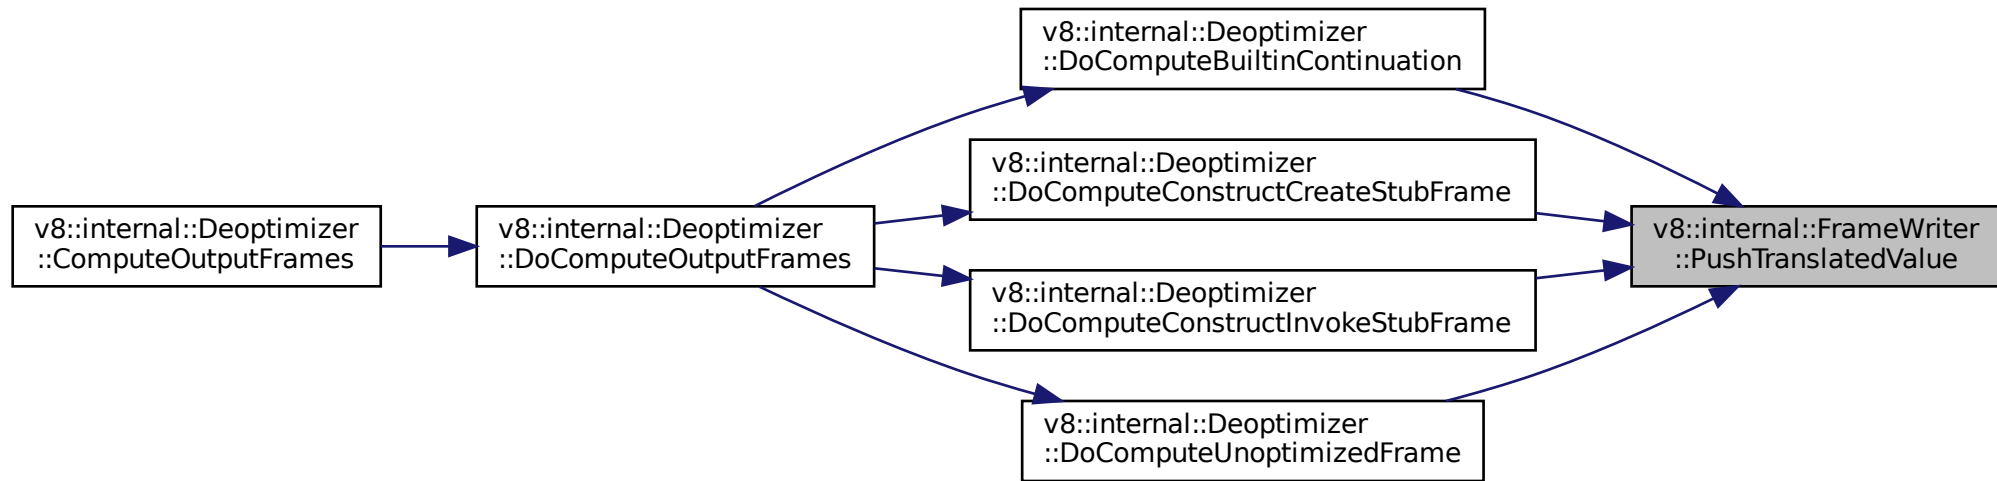 v8::internal::Deoptimizer
::ComputeOutputFrames
v8::internal::Deoptimizer
::DoComputeOutputFrames
v8::internal::Deoptimizer
::DoComputeBuiltinContinuation
v8::internal::Deoptimizer
::DoComputeConstructCreateStubFrame
v8::internal::Deoptimizer
::DoComputeConstructInvokeStubFrame
v8::internal::Deoptimizer
::DoComputeUnoptimizedFrame
v8::internal::FrameWriter
::PushTranslatedValue